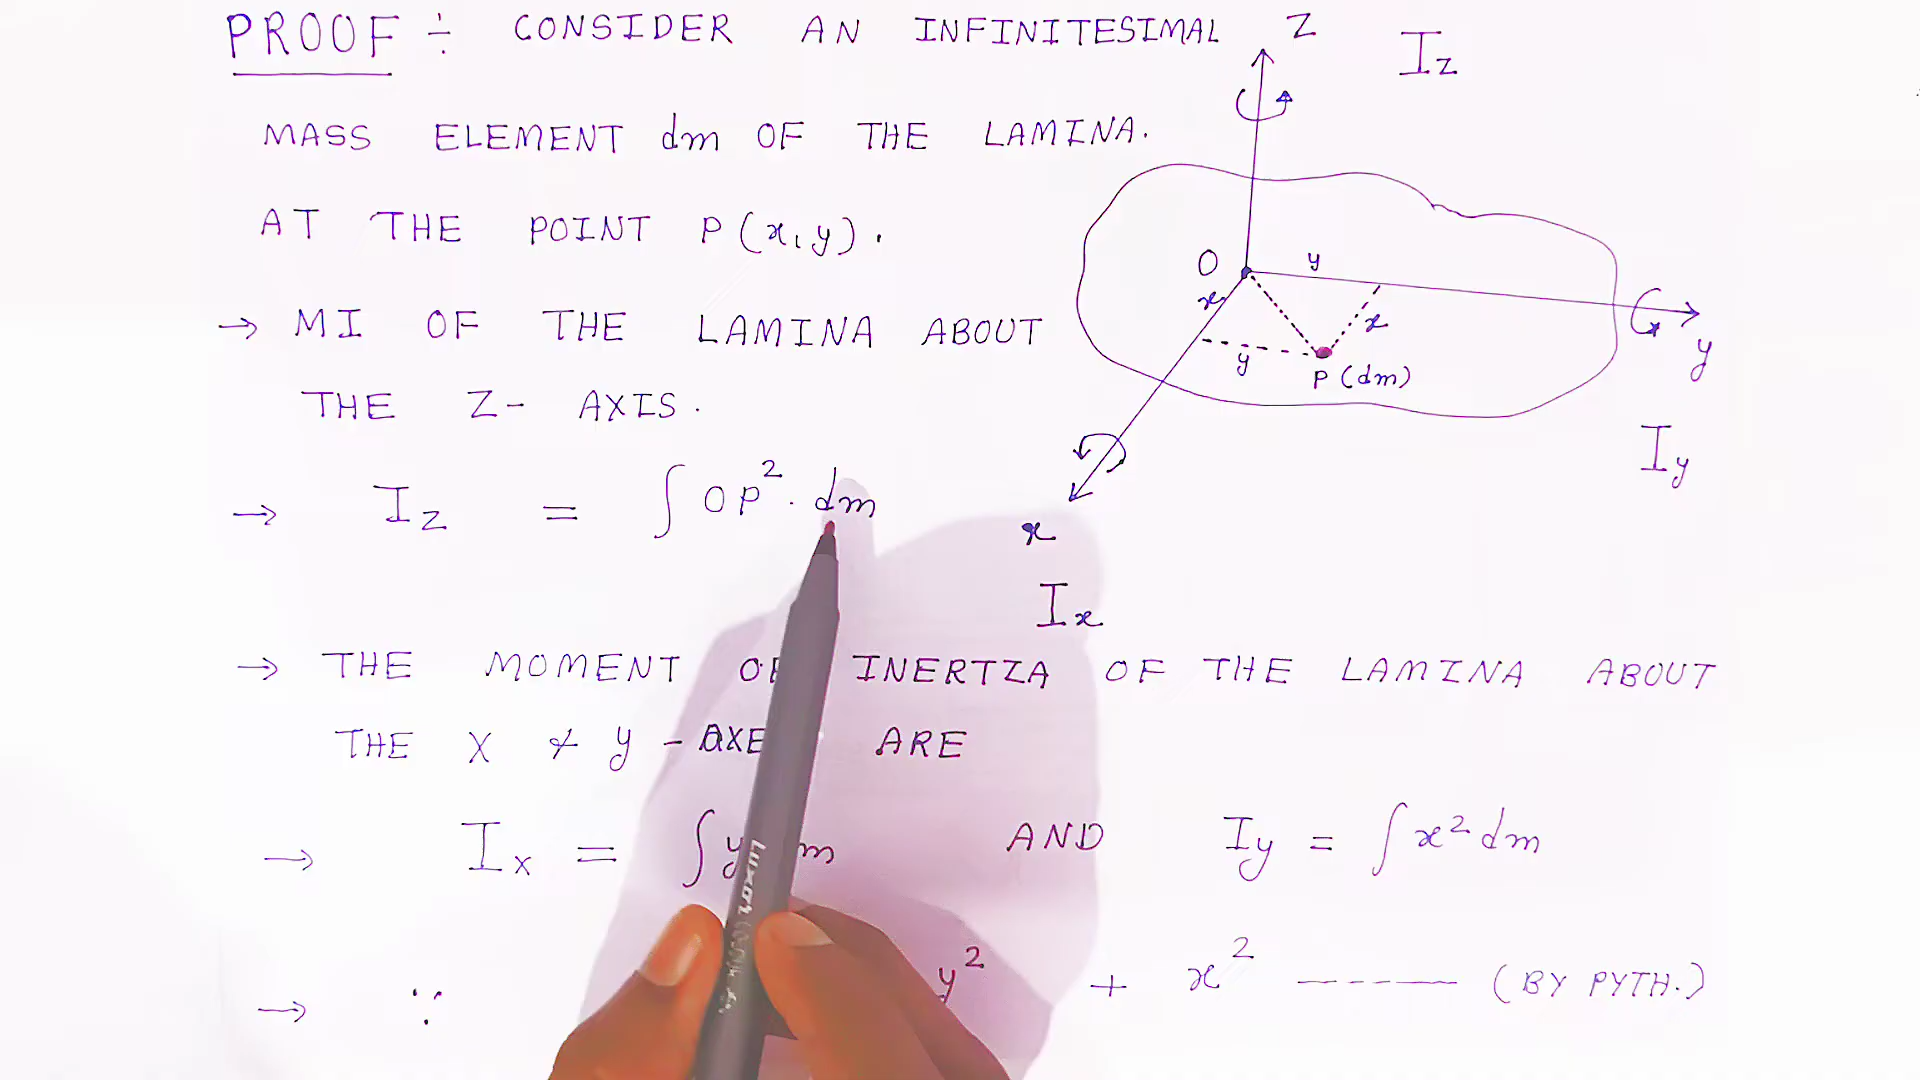 PROOF ÷ CONSIDER AN INFINITESIMAL
MASS ELEMENT dm OF THE LAMINA.
AT THE POINT P(x,y).
→ MI OF THE LAMINA ABOUT
THE Z- AXIS.
→ Iz = ∫OP². dm
Z
Iz
O
y
x
x
y
P (dm)
y
Iy
x
Ix
→ THE MOMENT OF INERTIA OF THE LAMINA ABOUT
THE X & y - AXE ARE
→ Ix = ∫y m AND Iy = ∫x² dm
→ ∵ y² + x² ------ (BY PYTH.)
LUXOR